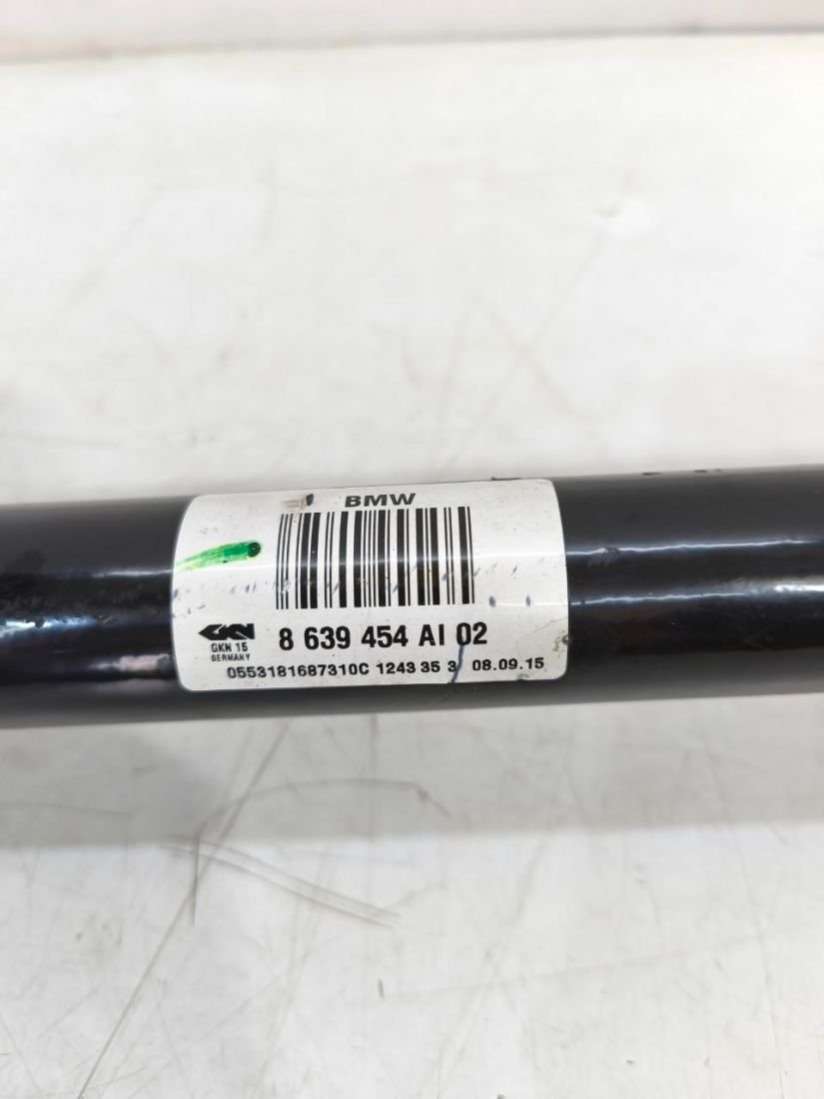 BMW
GKN
8 639 454 AI 02
GKN 15
GERMANY
0553181687310C 1243 35 3 08.09.15